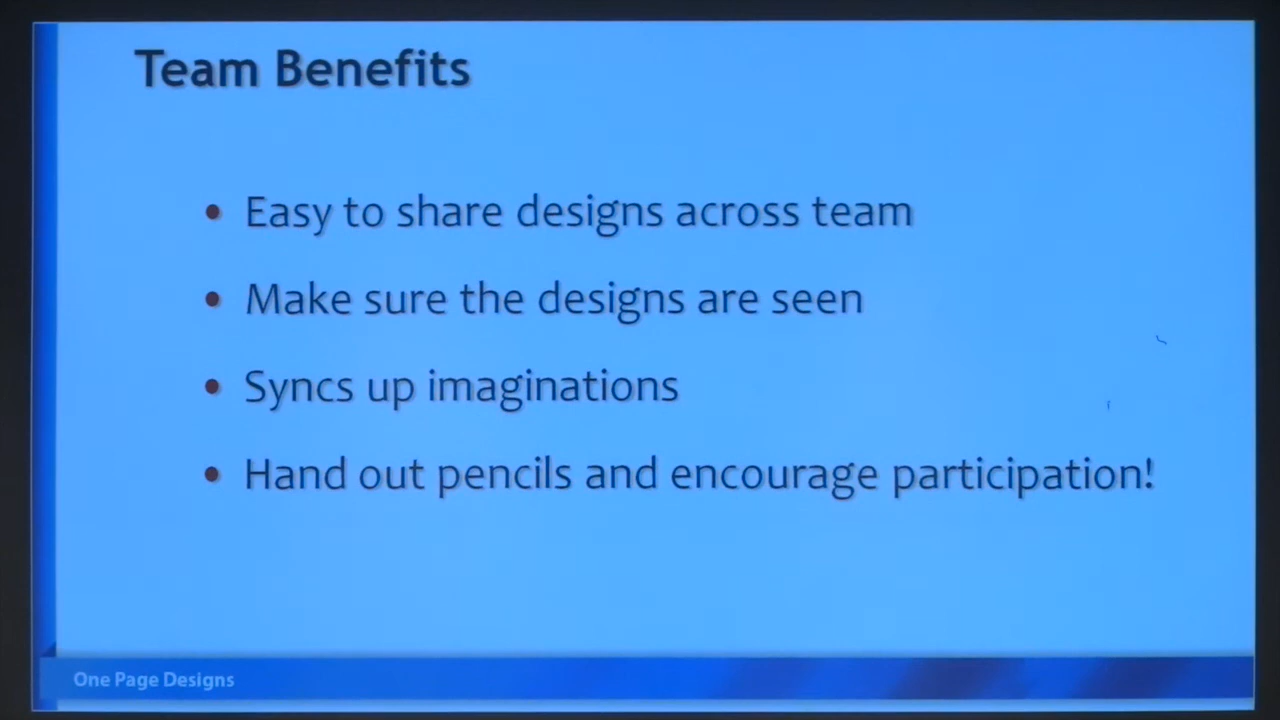 Team Benefits
• Easy to share designs across team
• Make sure the designs are seen
• Syncs up imaginations
• Hand out pencils and encourage participation!
One Page Designs